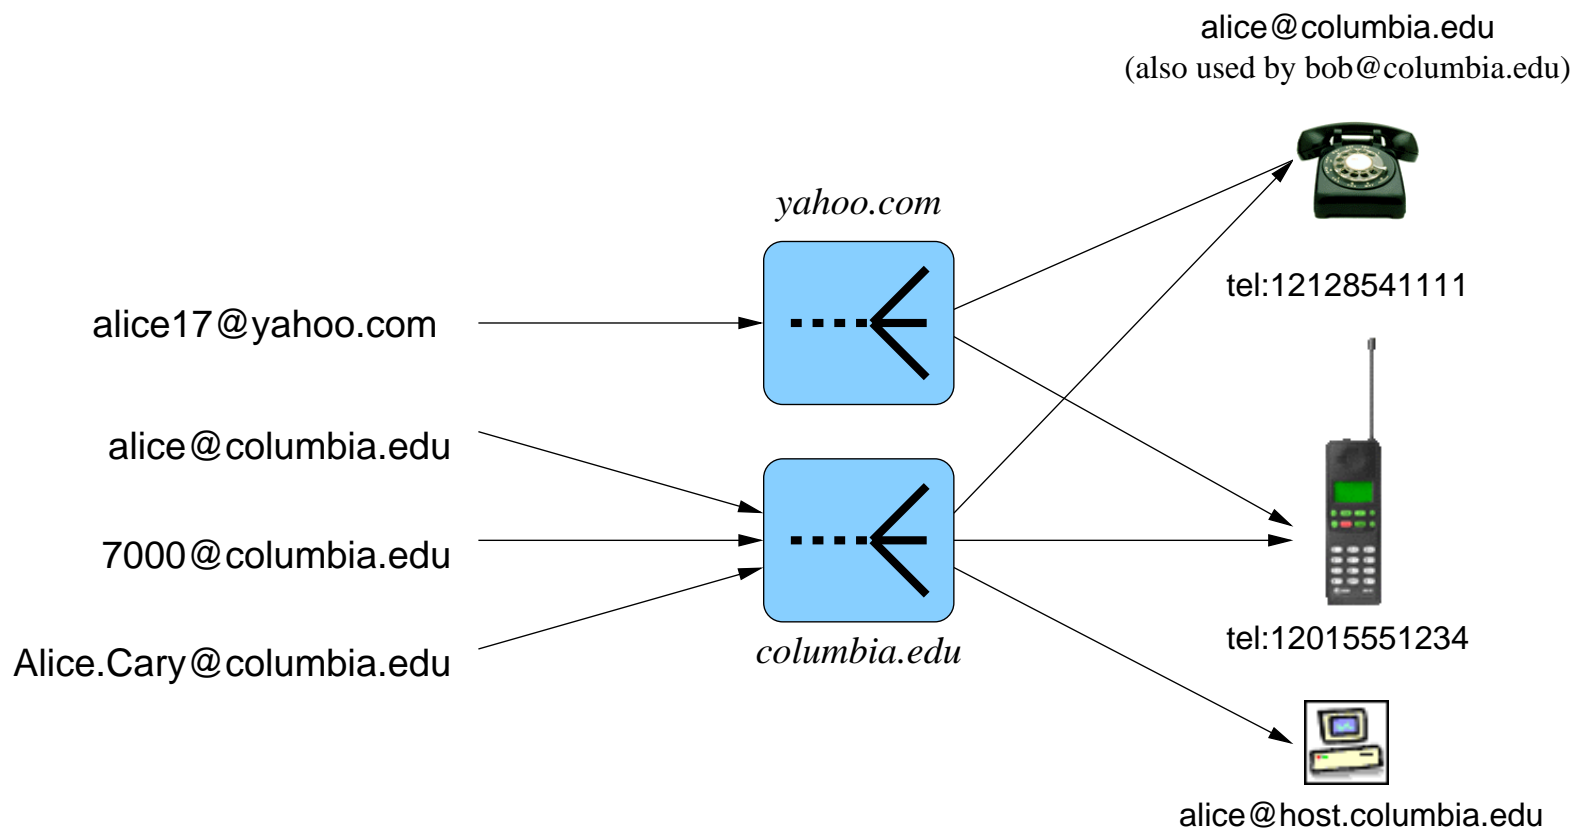 alice@columbia.edu
(also used by bob@columbia.edu)
yahoo.com
tel:12128541111
alice17@yahoo.com
alice@columbia.edu
7000@columbia.edu
Alice.Cary@columbia.edu
columbia.edu
tel:12015551234
alice@host.columbia.edu